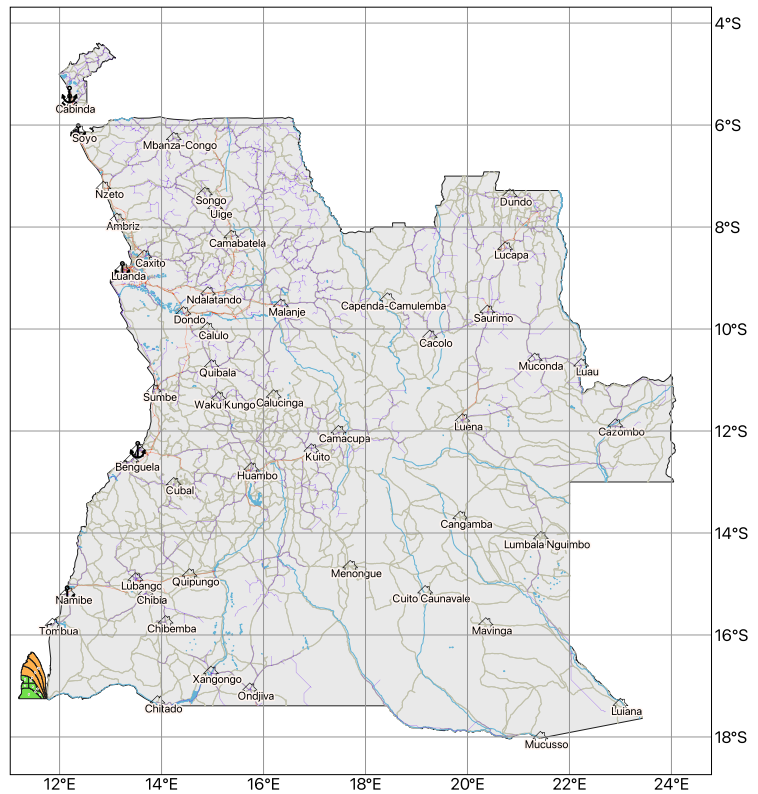 4°S
Cabinda
6°S
Soyo
Mbanza-Congo
Nzeto
Songo
Dundo
Uige
Ambriz
8°S
Camabatela
Caxito
Lucapa
Luanda
Ndalatando
Capenda-Camulemba
Malanje
Dondo
Saurimo
10°S
Calulo
Cacolo
Quibala
Muconda
Luau
Sumbe
Waku Kungo
Calucinga
Luena
Cazombo
12°S
Camacupa
Kuito
Benguela
Huambo
Cubal
Cangamba
14°S
Lumbala Nguimbo
Menongue
Lubango
Quipungo
Namibe
Chibia
Cuito Caunavale
Tombua
Chibemba
Mavinga
16°S
Xangongo
Ondjiva
Chitado
Luiana
18°S
Mucusso
12°E
14°E
16°E
18°E
20°E
22°E
24°E